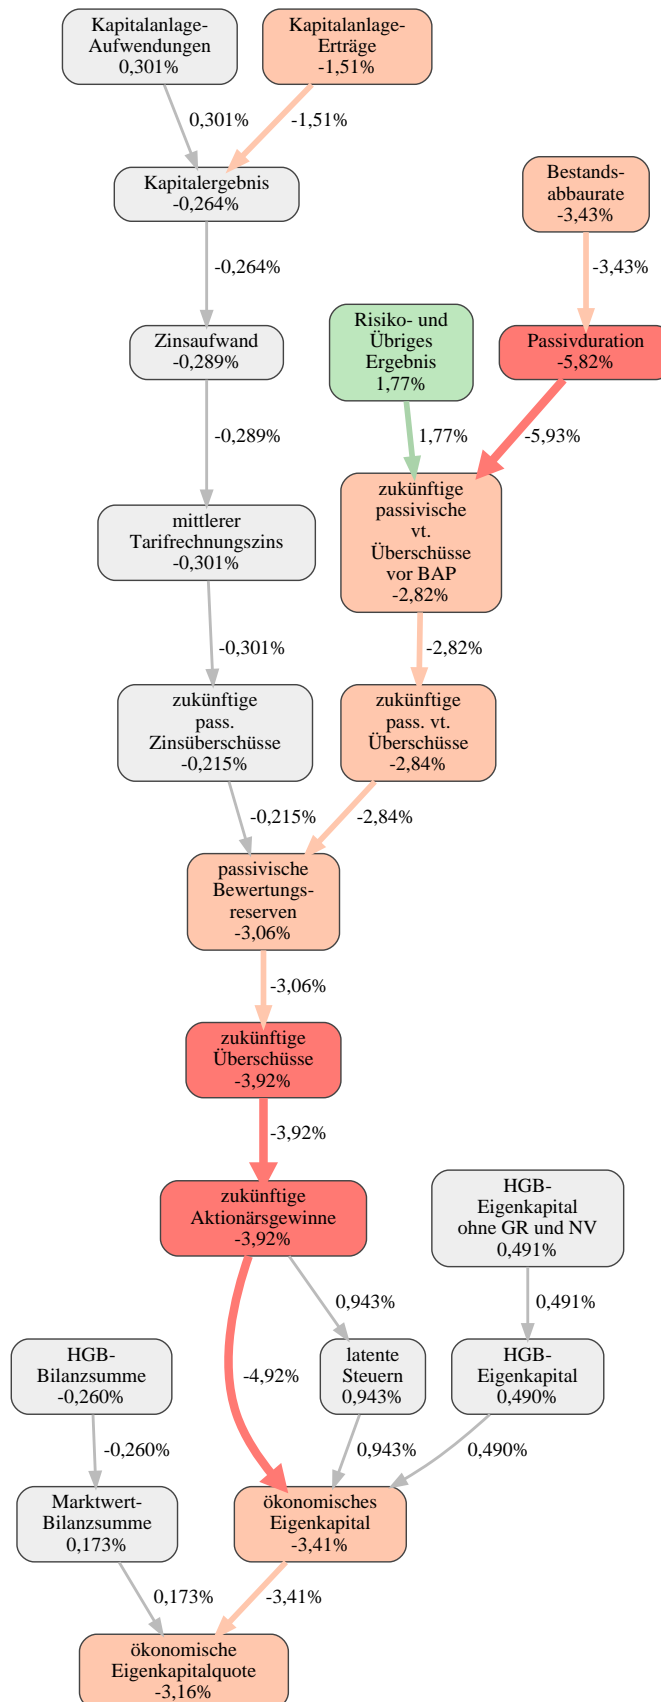 Kapitalanlage-
Aufwendungen
0,301%
Kapitalanlage-
Erträge
-1,51%
0,301%
-1,51%
Kapitalergebnis
-0,264%
Bestands-
abbaurate
-3,43%
-0,264%
-3,43%
Zinsaufwand
-0,289%
Risiko- und
Übriges
Ergebnis
1,77%
Passivduration
-5,82%
-0,289%
1,77%
-5,93%
mittlerer
Tarifrechnungszins
-0,301%
zukünftige
passivische
vt.
Überschüsse
vor BAP
-2,82%
-0,301%
-2,82%
zukünftige
pass.
Zinsüberschüsse
-0,215%
zukünftige
pass. vt.
Überschüsse
-2,84%
-0,215%
-2,84%
passivische
Bewertungs-
reserven
-3,06%
-3,06%
zukünftige
Überschüsse
-3,92%
-3,92%
zukünftige
Aktionärsgewinne
-3,92%
HGB-
Eigenkapital
ohne GR und NV
0,491%
0,943%
0,491%
HGB-
Bilanzsumme
-0,260%
-4,92%
latente
Steuern
0,943%
HGB-
Eigenkapital
0,490%
-0,260%
0,943%
0,490%
Marktwert-
Bilanzsumme
0,173%
ökonomisches
Eigenkapital
-3,41%
0,173%
-3,41%
ökonomische
Eigenkapitalquote
-3,16%